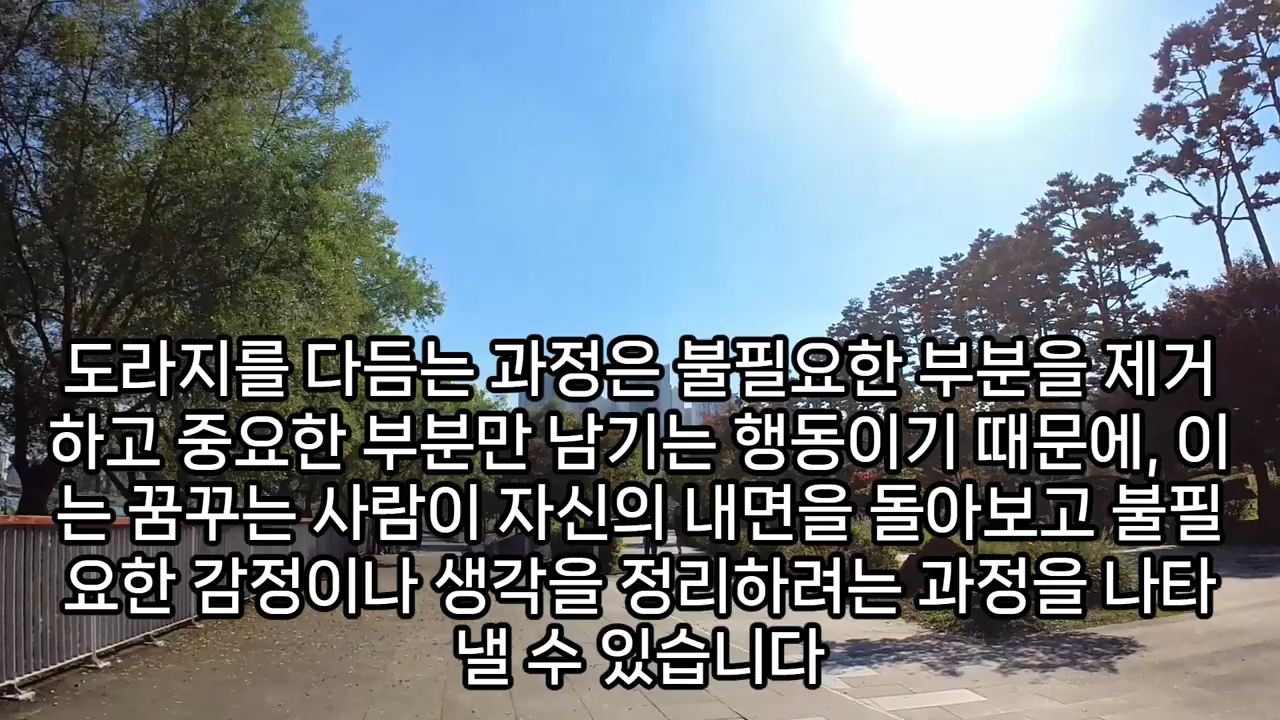 도라지를 다듬는 과정은 불필요한 부분을 제거
하고 중요한 부분만 남기는 행동이기 때문에, 이
는 꿈꾸는 사람이 자신의 내면을 돌아보고 불필
요한 감정이나 생각을 정리하려는 과정을 나타
낼 수 있습니다